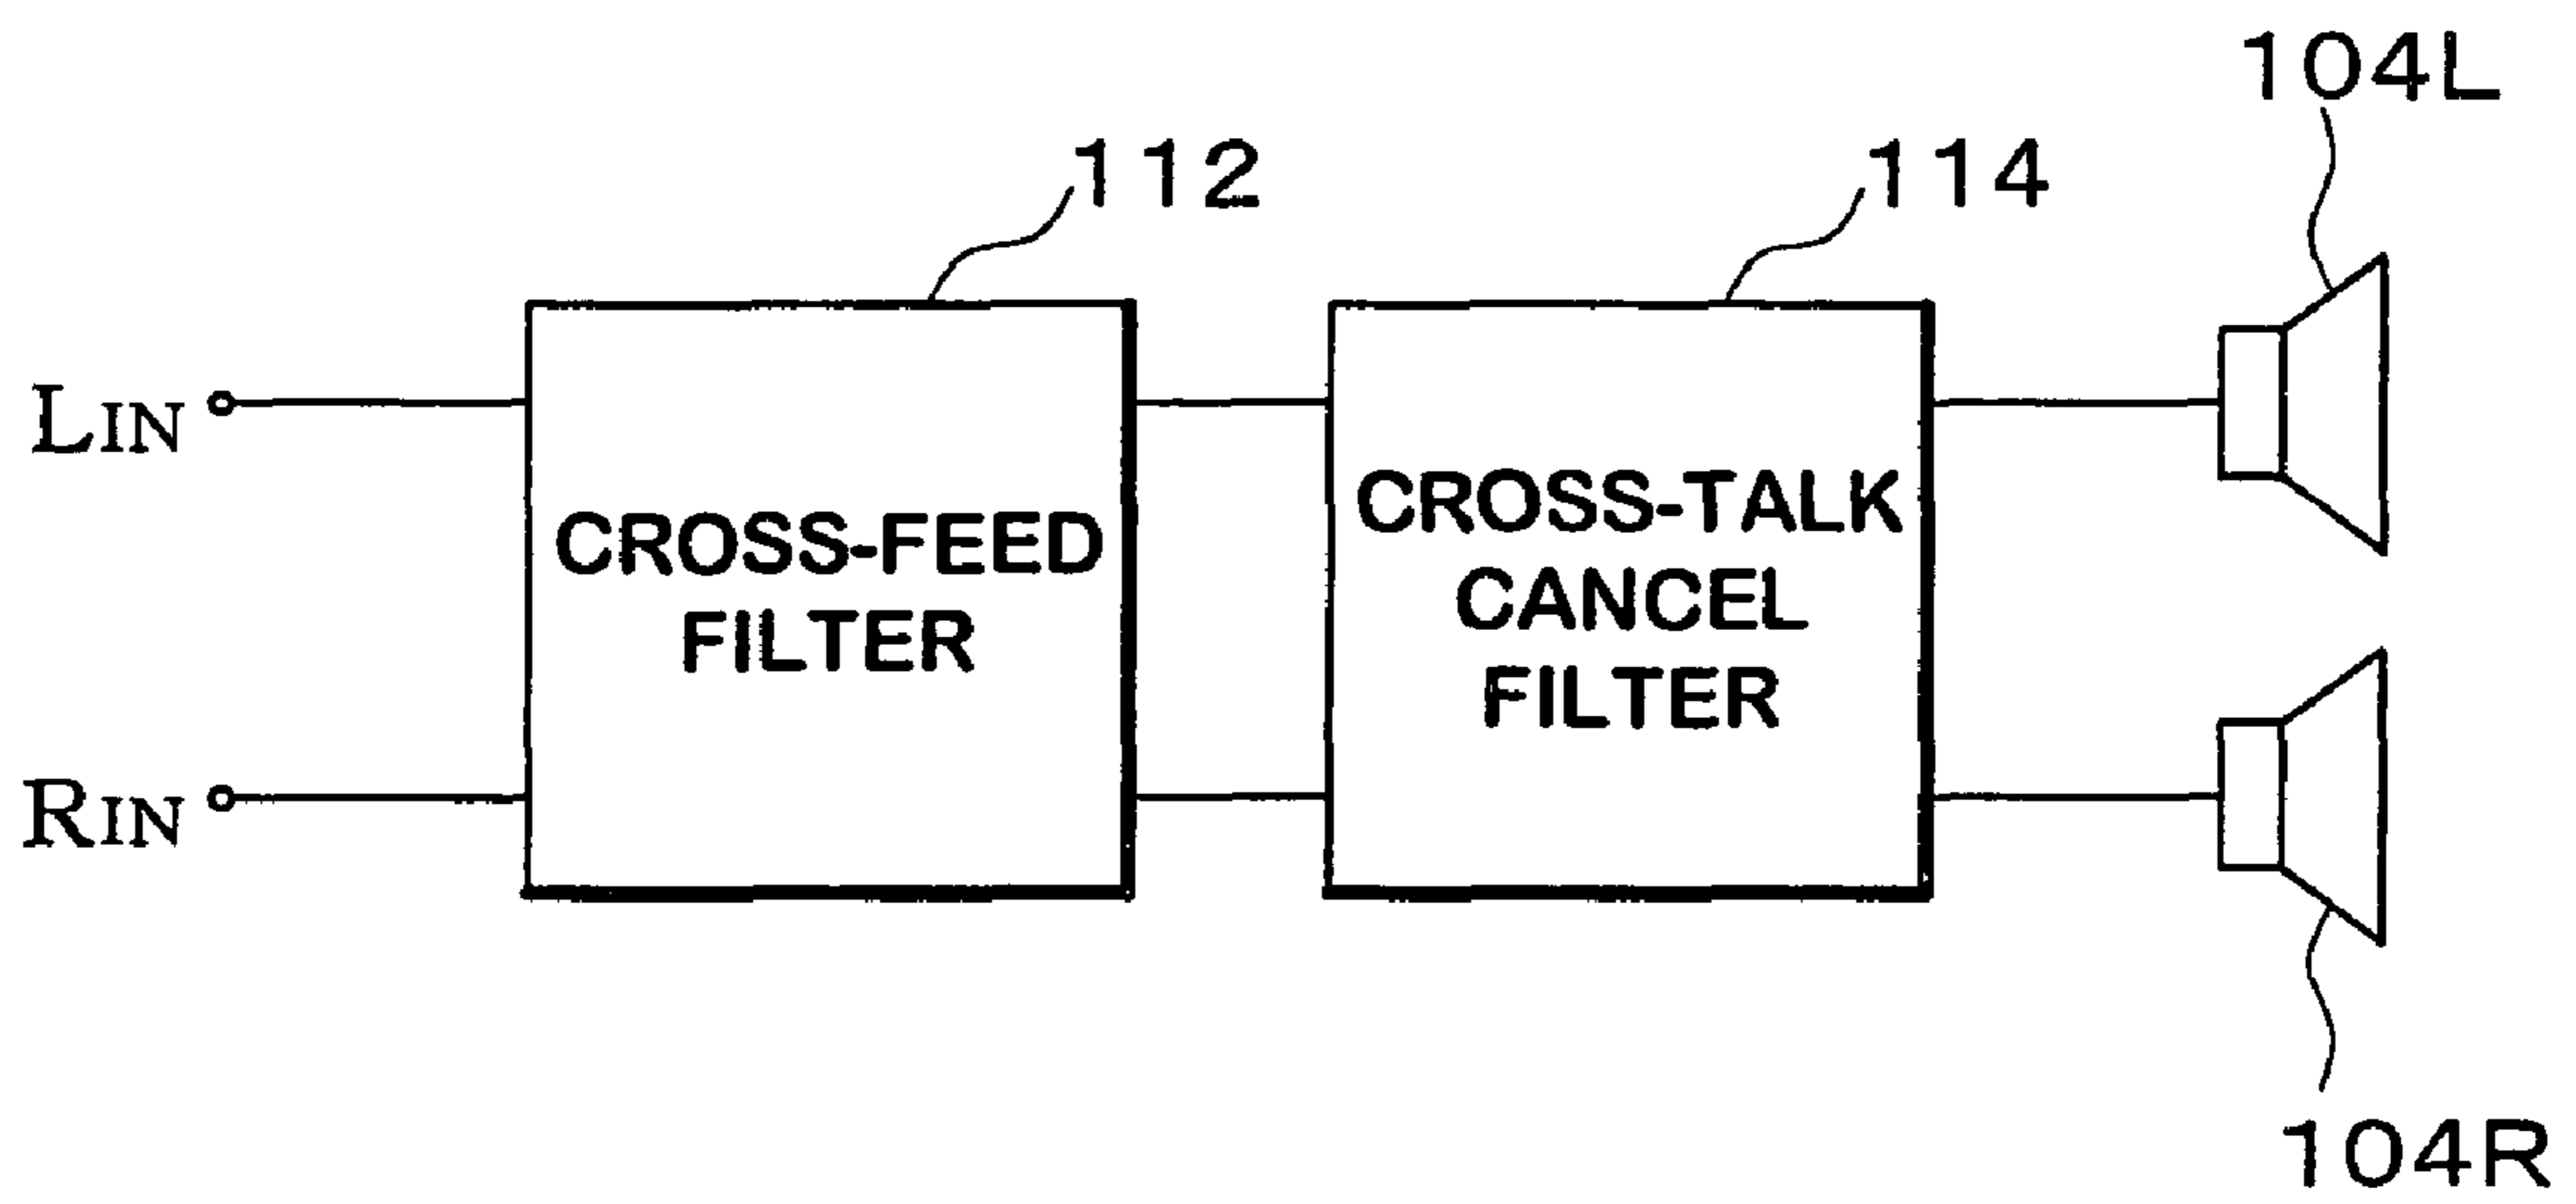 104L
112
114
LIN
CROSS-FEED
FILTER
CROSS-TALK
CANCEL
FILTER
RIN
104R